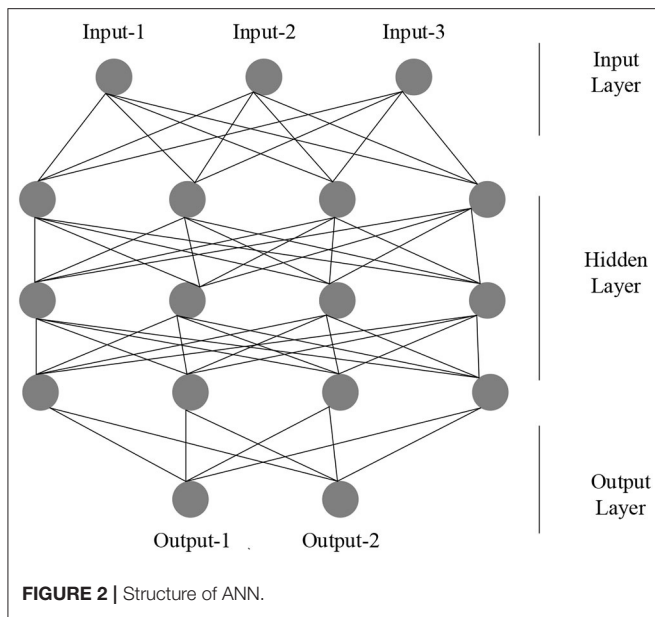 Input-1 Input-2 Input-3
Input
Layer
Hidden
Layer
Output
Layer
Output-1 Output-2
FIGURE 2 | Structure of ANN.